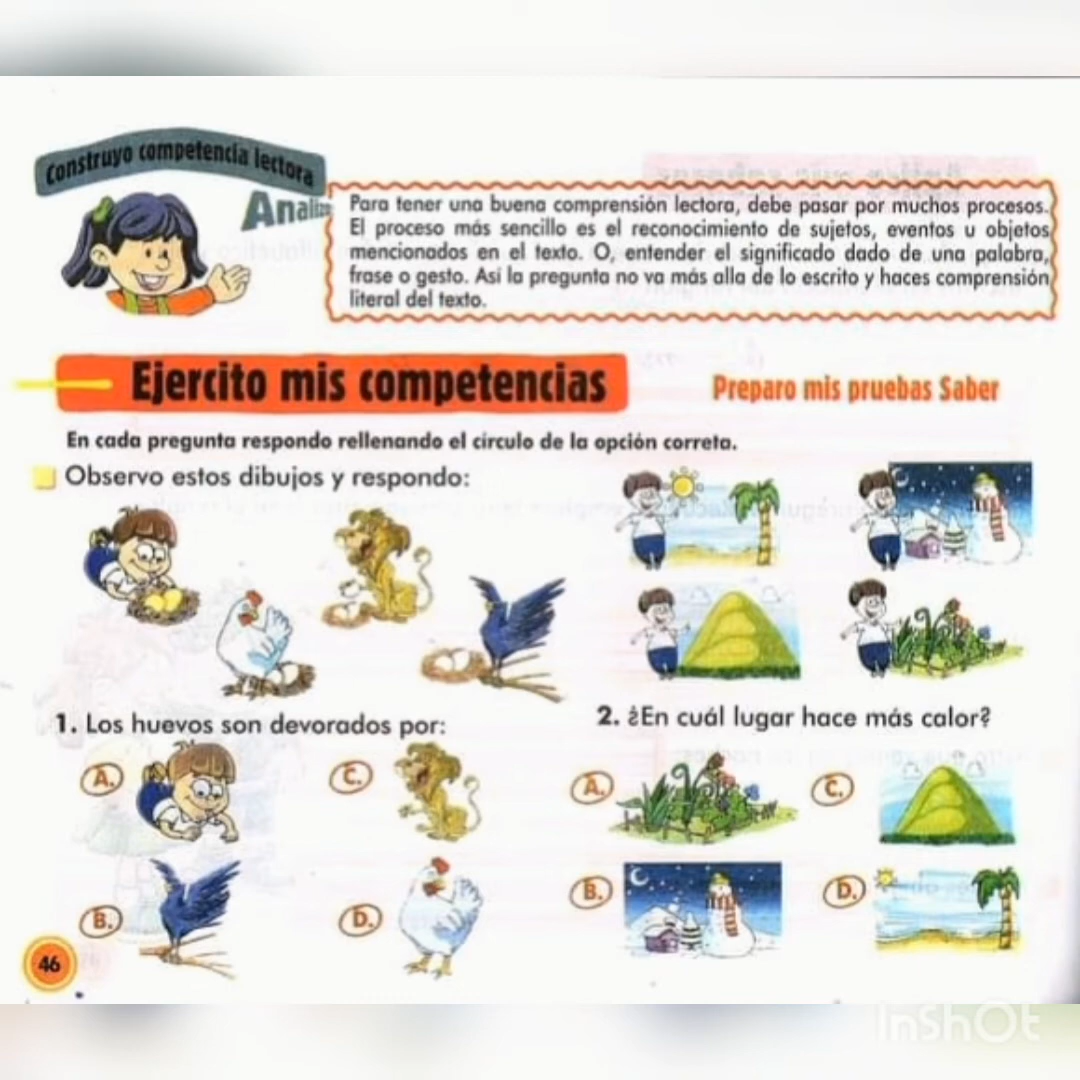 Construyo competencia lectora
Analizo
Para tener una buena comprensión lectora, debe pasar por muchos procesos.
El proceso más sencillo es el reconocimiento de sujetos, eventos u objetos
mencionados en el texto. O, entender el significado dado de una palabra,
frase o gesto. Así la pregunta no va más alla de lo escrito y haces comprensión
literal del texto.
Ejercito mis competencias
Preparo mis pruebas Saber
En cada pregunta respondo rellenando el círculo de la opción correta.
Observo estos dibujos y respondo:
1. Los huevos son devorados por:
A.
C.
B.
D.
2. ¿En cuál lugar hace más calor?
A.
C.
B.
D.
46
InShOt